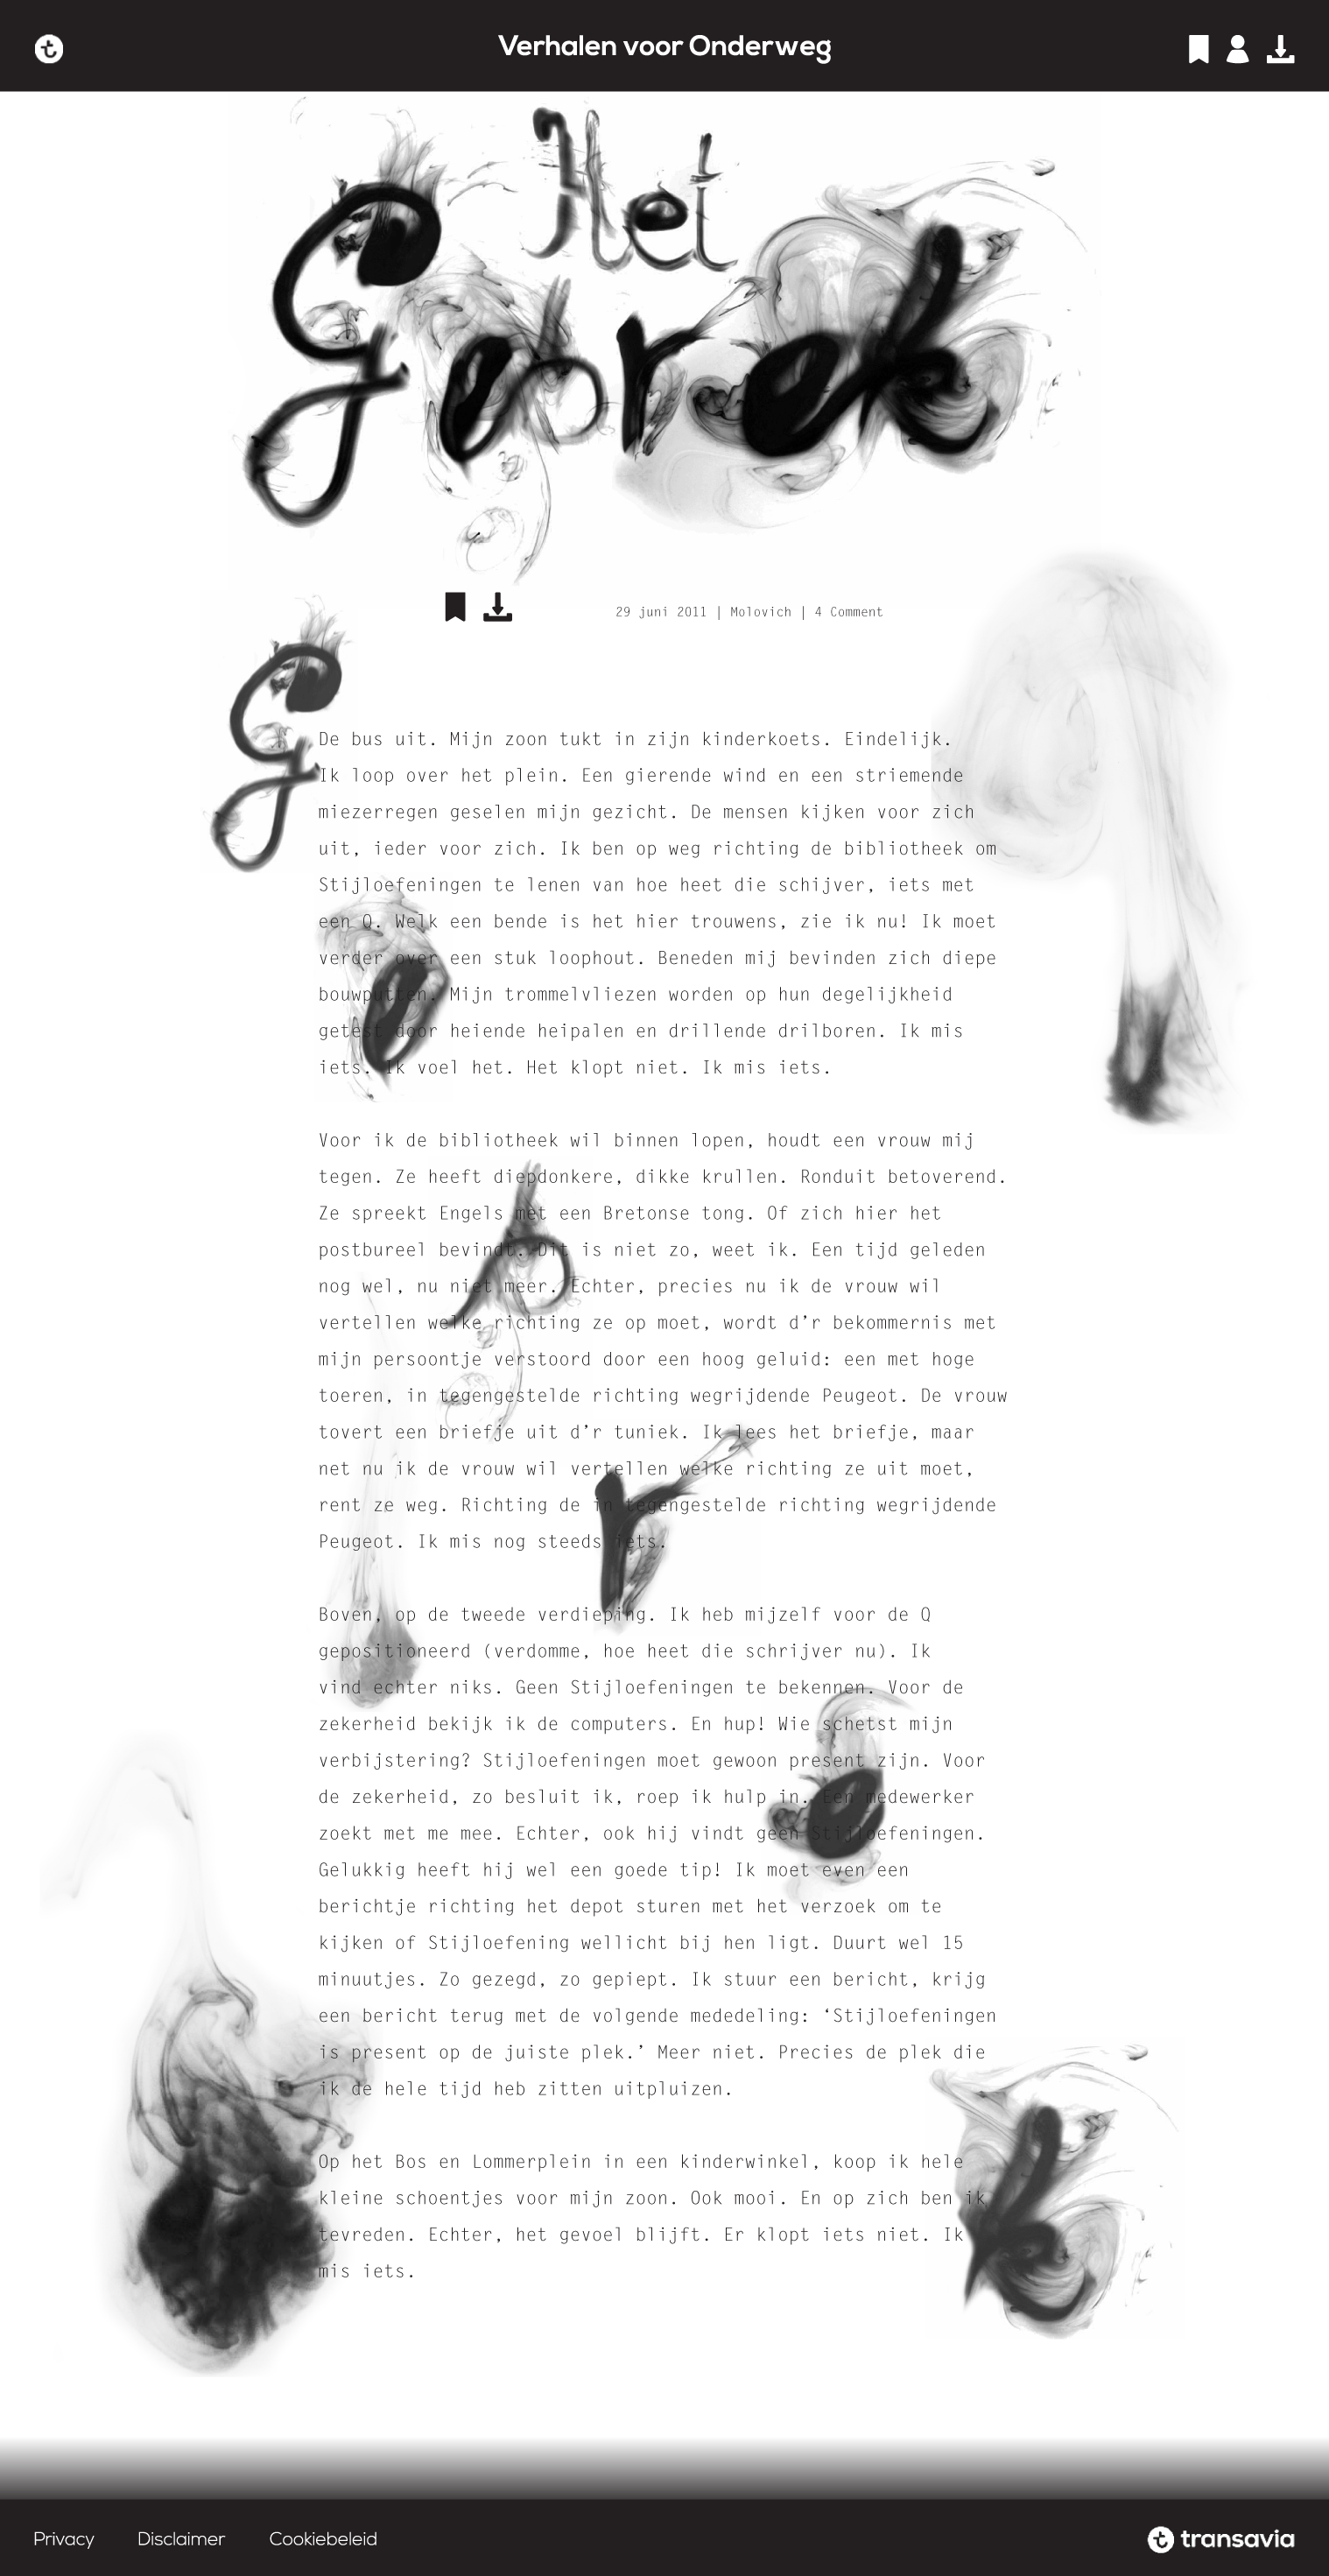 Verhalen voor Onderweg
Het
Gebrek
29 juni 2011 | Molovich | 4 Comment
De bus uit. Mijn zoon tukt in zijn kinderkoets. Eindelijk.
Ik loop over het plein. Een gierende wind en een striemende
miezerregen geselen mijn gezicht. De mensen kijken voor zich
uit, ieder voor zich. Ik ben op weg richting de bibliotheek om
Stijloefeningen te lenen van hoe heet die schijver, iets met
een Q. Welk een bende is het hier trouwens, zie ik nu! Ik moet
verder over een stuk loophout. Beneden mij bevinden zich diepe
bouwputten. Mijn trommelvliezen worden op hun degelijkheid
getest door heiende heipalen en drillende drilboren. Ik mis
iets. Ik voel het. Het klopt niet. Ik mis iets.
Voor ik de bibliotheek wil binnen lopen, houdt een vrouw mij
tegen. Ze heeft diepdonkere, dikke krullen. Ronduit betoverend.
Ze spreekt Engels met een Bretonse tong. Of zich hier het
postbureel bevindt. Dit is niet zo, weet ik. Een tijd geleden
nog wel, nu niet meer. Echter, precies nu ik de vrouw wil
vertellen welke richting ze op moet, wordt d’r bekommernis met
mijn persoontje verstoord door een hoog geluid: een met hoge
toeren, in tegengestelde richting wegrijdende Peugeot. De vrouw
tovert een briefje uit d’r tuniek. Ik lees het briefje, maar
net nu ik de vrouw wil vertellen welke richting ze uit moet,
rent ze weg. Richting de in tegengestelde richting wegrijdende
Peugeot. Ik mis nog steeds iets.
Boven, op de tweede verdieping. Ik heb mijzelf voor de Q
gepositioneerd (verdomme, hoe heet die schrijver nu). Ik
vind echter niks. Geen Stijloefeningen te bekennen. Voor de
zekerheid bekijk ik de computers. En hup! Wie schetst mijn
verbijstering? Stijloefeningen moet gewoon present zijn. Voor
de zekerheid, zo besluit ik, roep ik hulp in. Een medewerker
zoekt met me mee. Echter, ook hij vindt geen Stijloefeningen.
Gelukkig heeft hij wel een goede tip! Ik moet even een
berichtje richting het depot sturen met het verzoek om te
kijken of Stijloefening wellicht bij hen ligt. Duurt wel 15
minuutjes. Zo gezegd, zo gepiept. Ik stuur een bericht, krijg
een bericht terug met de volgende mededeling: ‘Stijloefeningen
is present op de juiste plek.’ Meer niet. Precies de plek die
ik de hele tijd heb zitten uitpluizen.
Op het Bos en Lommerplein in een kinderwinkel, koop ik hele
kleine schoentjes voor mijn zoon. Ook mooi. En op zich ben ik
tevreden. Echter, het gevoel blijft. Er klopt iets niet. Ik
mis iets.
Privacy Disclaimer Cookiebeleid transavia